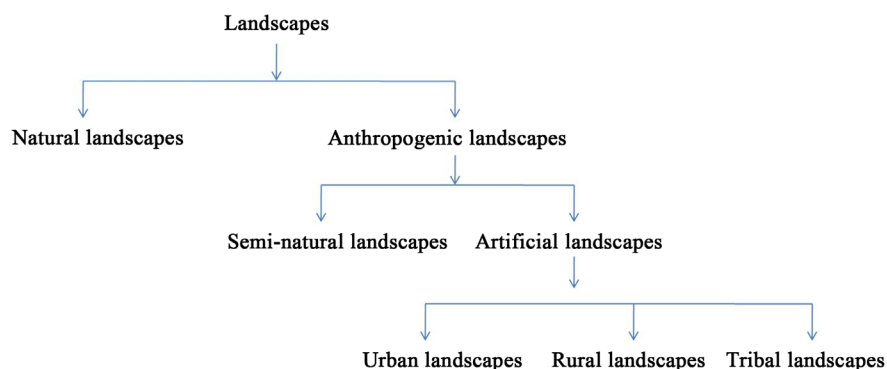 Landscapes
Natural landscapes
Anthropogenic landscapes
Semi-natural landscapes
Artificial landscapes
Urban landscapes
Rural landscapes
Tribal landscapes